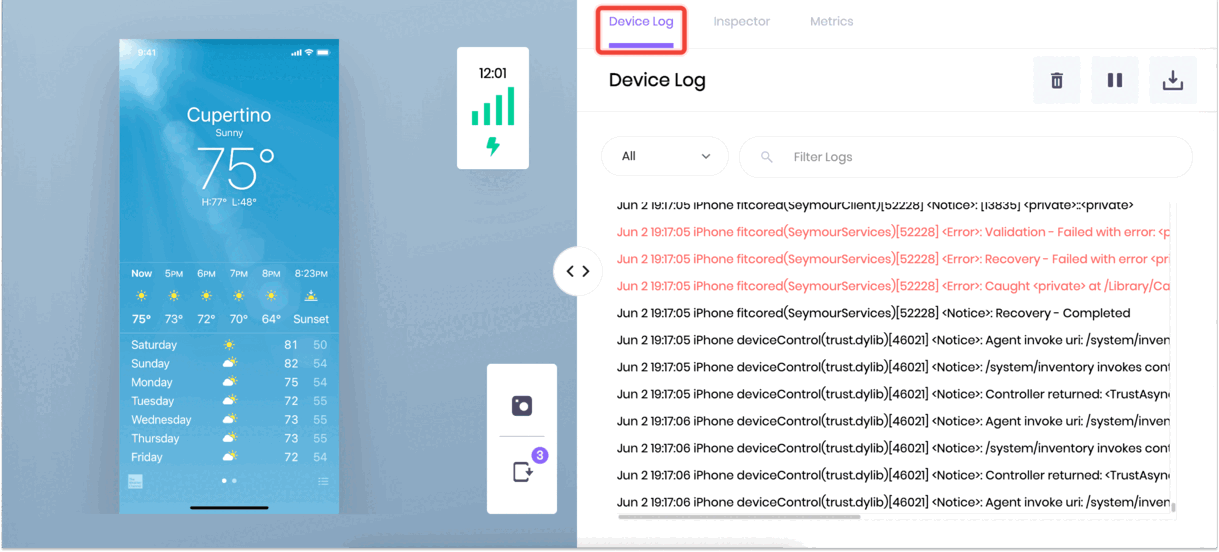 9:41
Cupertino
Sunny
75°
H:77° L:48°
Now 5PM 6PM 7PM 8PM 8:23PM
75° 73° 72° 70° 64° Sunset
Saturday 81 50
Sunday 82 54
Monday 75 54
Tuesday 72 55
Wednesday 73 55
Thursday 73 55
Friday 72 54
12:01
3
Device Log Inspector Metrics
Device Log
All Filter Logs
Jun 2 19:17:05 iPhone fitcored(SeymourClient)[52228] <Notice>: [13835] <private>::<private>
Jun 2 19:17:05 iPhone fitcored(SeymourServices)[52228] <Error>: Validation - Failed with error: <p
Jun 2 19:17:05 iPhone fitcored(SeymourServices)[52228] <Error>: Recovery - Failed with error <pri
Jun 2 19:17:05 iPhone fitcored(SeymourServices)[52228] <Error>: Caught <private> at /Library/Ca
Jun 2 19:17:05 iPhone fitcored(SeymourServices)[52228] <Notice>: Recovery - Completed
Jun 2 19:17:05 iPhone deviceControl(trust.dylib)[46021] <Notice>: Agent invoke uri: /system/inven
Jun 2 19:17:05 iPhone deviceControl(trust.dylib)[46021] <Notice>: /system/inventory invokes cont
Jun 2 19:17:05 iPhone deviceControl(trust.dylib)[46021] <Notice>: Controller returned: <TrustAsyn
Jun 2 19:17:06 iPhone deviceControl(trust.dylib)[46021] <Notice>: Agent invoke uri: /system/inven
Jun 2 19:17:06 iPhone deviceControl(trust.dylib)[46021] <Notice>: /system/inventory invokes cont
Jun 2 19:17:06 iPhone deviceControl(trust.dylib)[46021] <Notice>: Controller returned: <TrustAsyn
Jun 2 19:17:06 iPhone deviceControl(trust.dylib)[46021] <Notice>: Agent invoke uri: /system/inven